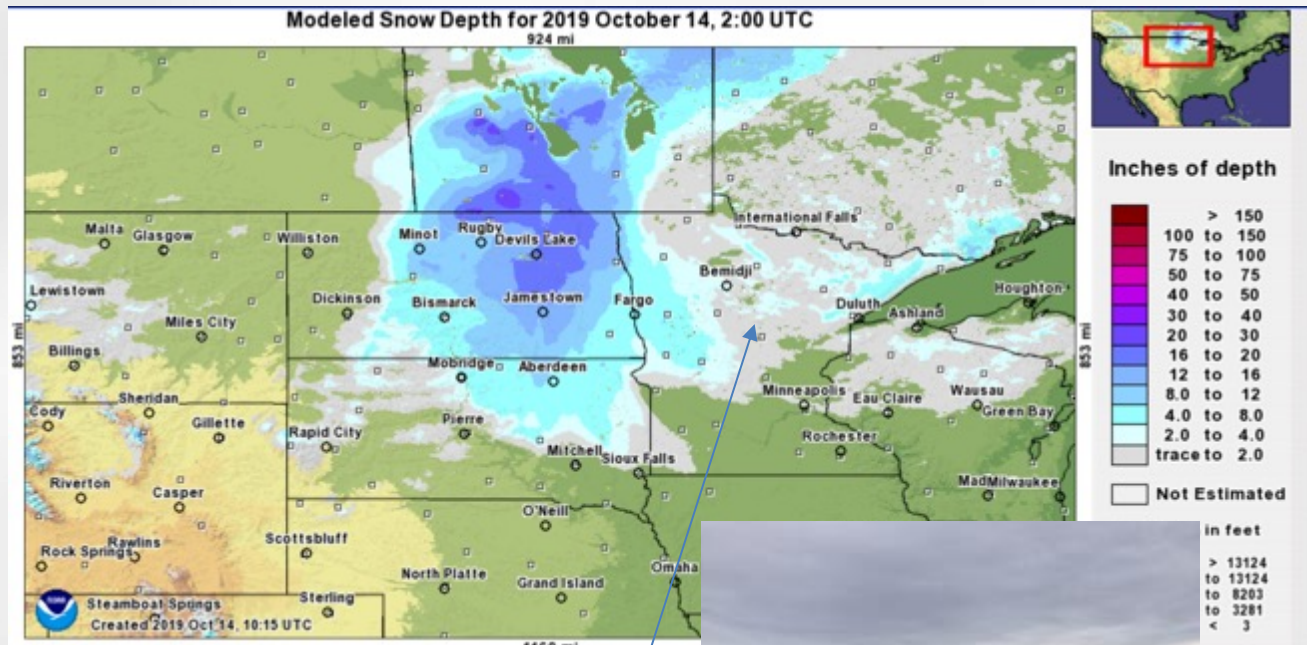 Modeled Snow Depth for 2019 October 14, 2:00 UTC
924 mi
853 mi
Malta
Glasgow
Williston
Minot
Rugby
Devils Lake
International Falls
Bemidji
Lewistown
Dickinson
Bismarck
Jamestown
Fargo
Duluth
Ashland
Houghton
Miles City
Billings
Mobridge
Aberdeen
Minneapolis
Eau Claire
Wausau
Green Bay
Cody
Sheridan
Gillette
Rapid City
Pierre
Rochester
Mitchell
Sioux Falls
Riverton
Casper
Mad
Milwaukee
O'Neill
Rock Springs
Rawlins
Scottsbluff
North Platte
Grand Island
Omaha
Steamboat Springs
Sterling
Created 2019 Oct 14, 10:15 UTC
853 mi
Inches of depth
> 150
100 to 150
75 to 100
50 to 75
40 to 50
30 to 40
20 to 30
16 to 20
12 to 16
8.0 to 12
4.0 to 8.0
2.0 to 4.0
trace to 2.0
Not Estimated
in feet
> 13124
to 13124
to 8203
to 3281
< 3